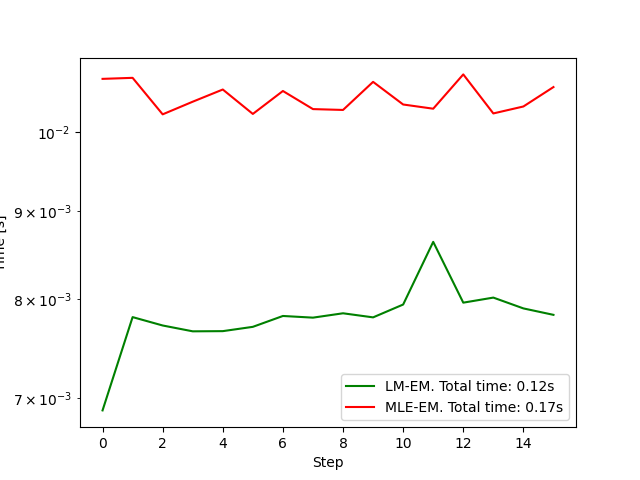 10⁻²
9 × 10⁻³
8 × 10⁻³
7 × 10⁻³
0 2 4 6 8 10 12 14
Step
LM-EM. Total time: 0.12s
MLE-EM. Total time: 0.17s
[s]